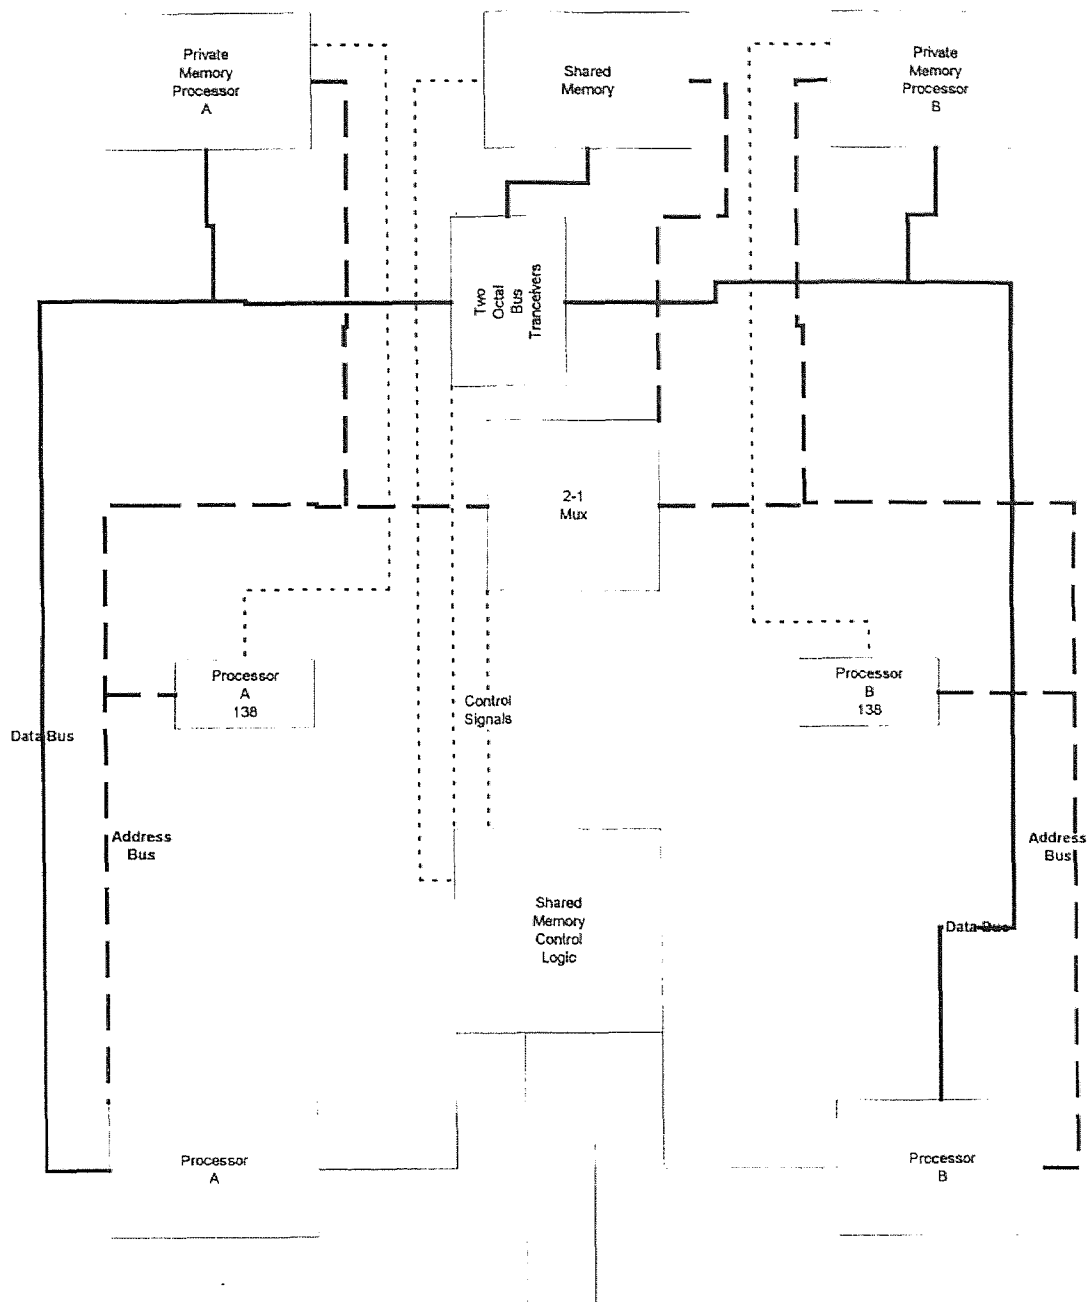 Private
Memory
Processor
A
Shared
Memory
Private
Memory
Processor
B
Two
Octal
Bus
Tranceivers
2-1
Mux
Processor
A
138
Control
Signals
Processor
B
138
Data Bus
Address
Bus
Address
Bus
Shared
Memory
Control
Logic
Data Bus
Processor
A
Processor
B